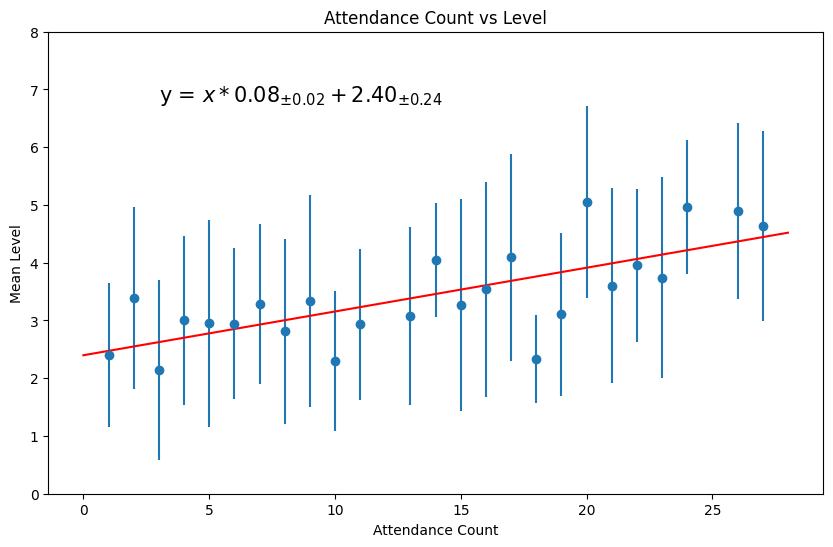 Attendance Count vs Level
8
7
6
5
4
3
2
1
0
y = x * 0.08±0.02 + 2.40±0.24
Mean Level
0 5 10 15 20 25
Attendance Count